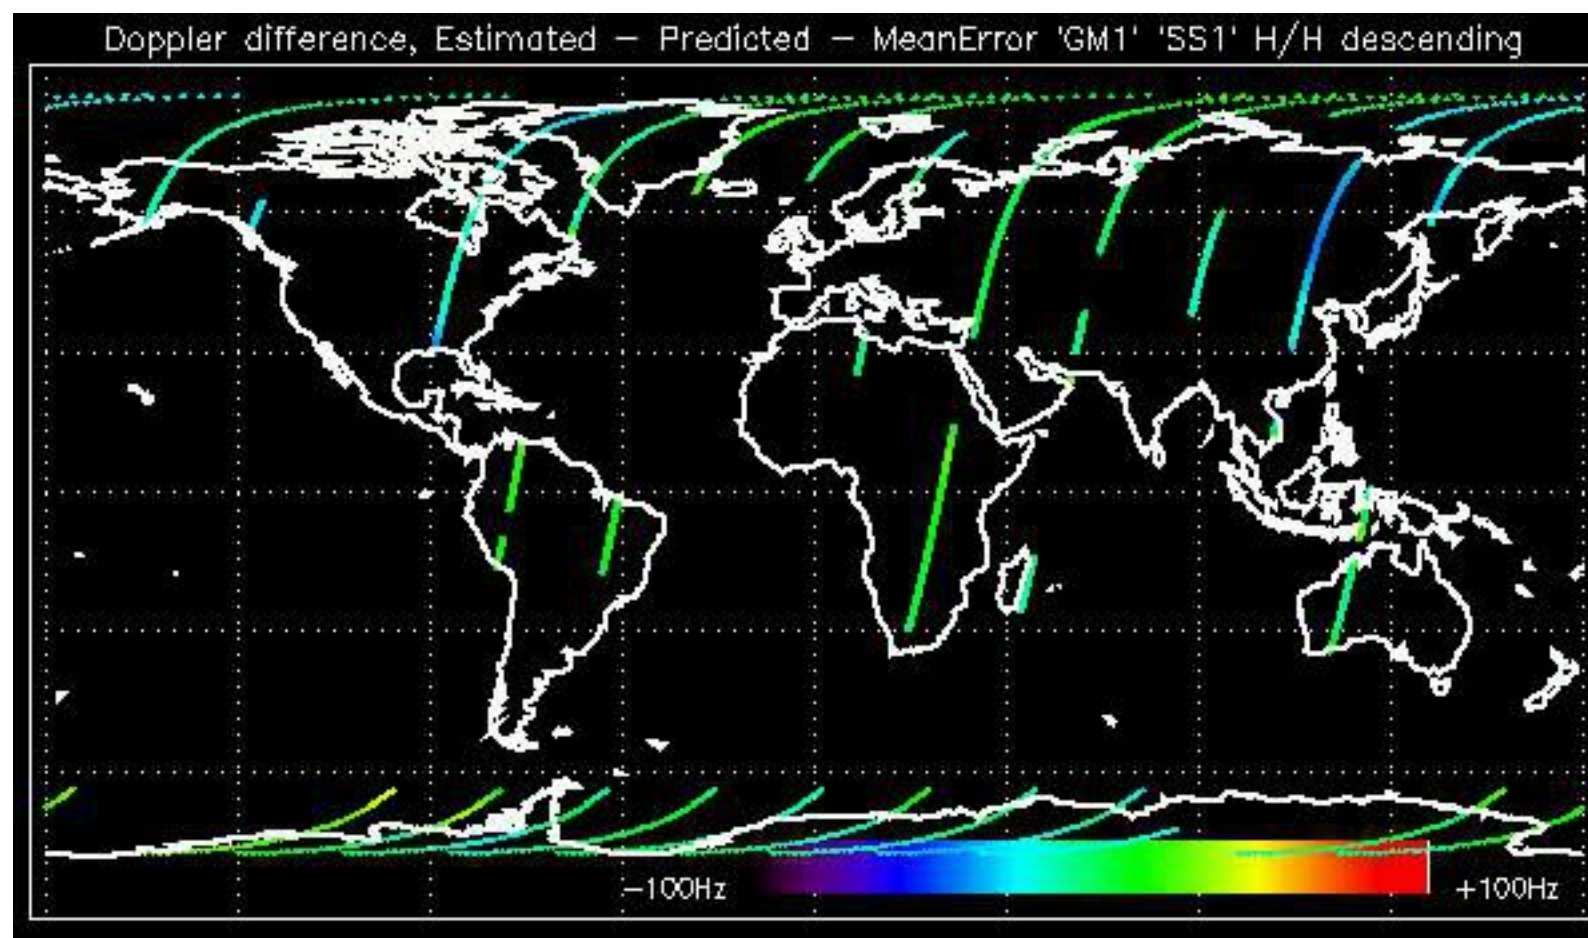 Doppler difference, Estimated – Predicted – MeanError 'GM1' 'SS1' H/H descending
–100Hz +100Hz